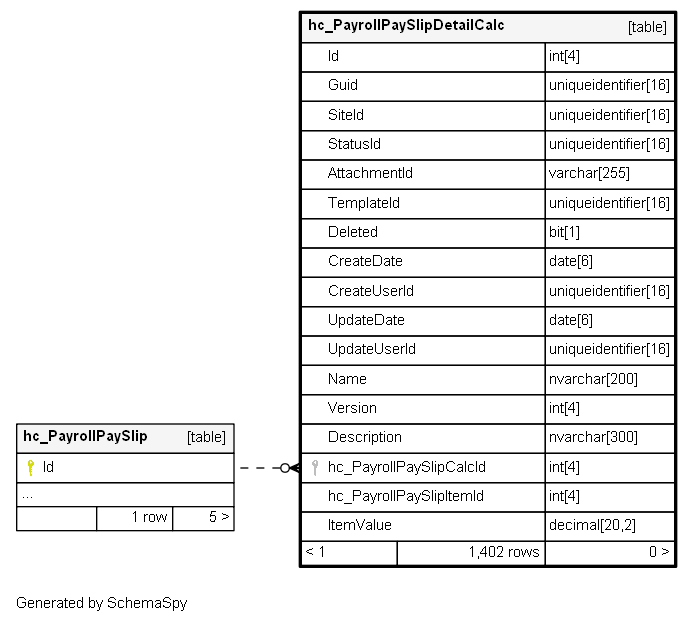 hc_PayrollPaySlipDetailCalc [table]
Id int[4]
Guid uniqueidentifier[16]
SiteId uniqueidentifier[16]
StatusId uniqueidentifier[16]
AttachmentId varchar[255]
TemplateId uniqueidentifier[16]
Deleted bit[1]
CreateDate date[6]
CreateUserId uniqueidentifier[16]
UpdateDate date[6]
UpdateUserId uniqueidentifier[16]
Name nvarchar[200]
Version int[4]
Description nvarchar[300]
hc_PayrollPaySlipCalcId int[4]
hc_PayrollPaySlipItemId int[4]
ItemValue decimal[20,2]
< 1 1,402 rows 0 >
hc_PayrollPaySlip [table]
Id
...
1 row 5 >
Generated by SchemaSpy